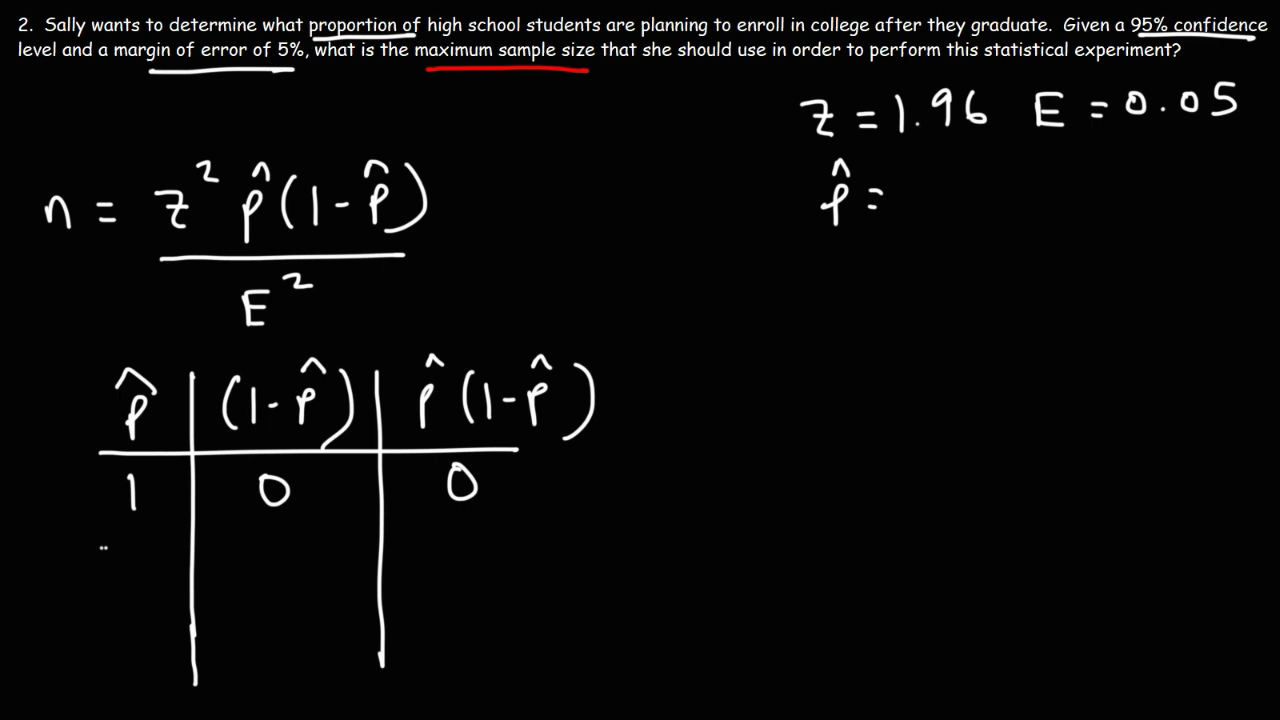 2. Sally wants to determine what proportion of high school students are planning to enroll in college after they graduate. Given a 95% confidence
level and a margin of error of 5%, what is the maximum sample size that she should use in order to perform this statistical experiment?
z = 1.96 E = 0.05
p̂ =
n = z² p̂(1-p̂)
E²
p̂ (1-p̂) p̂(1-p̂)
1 0 0